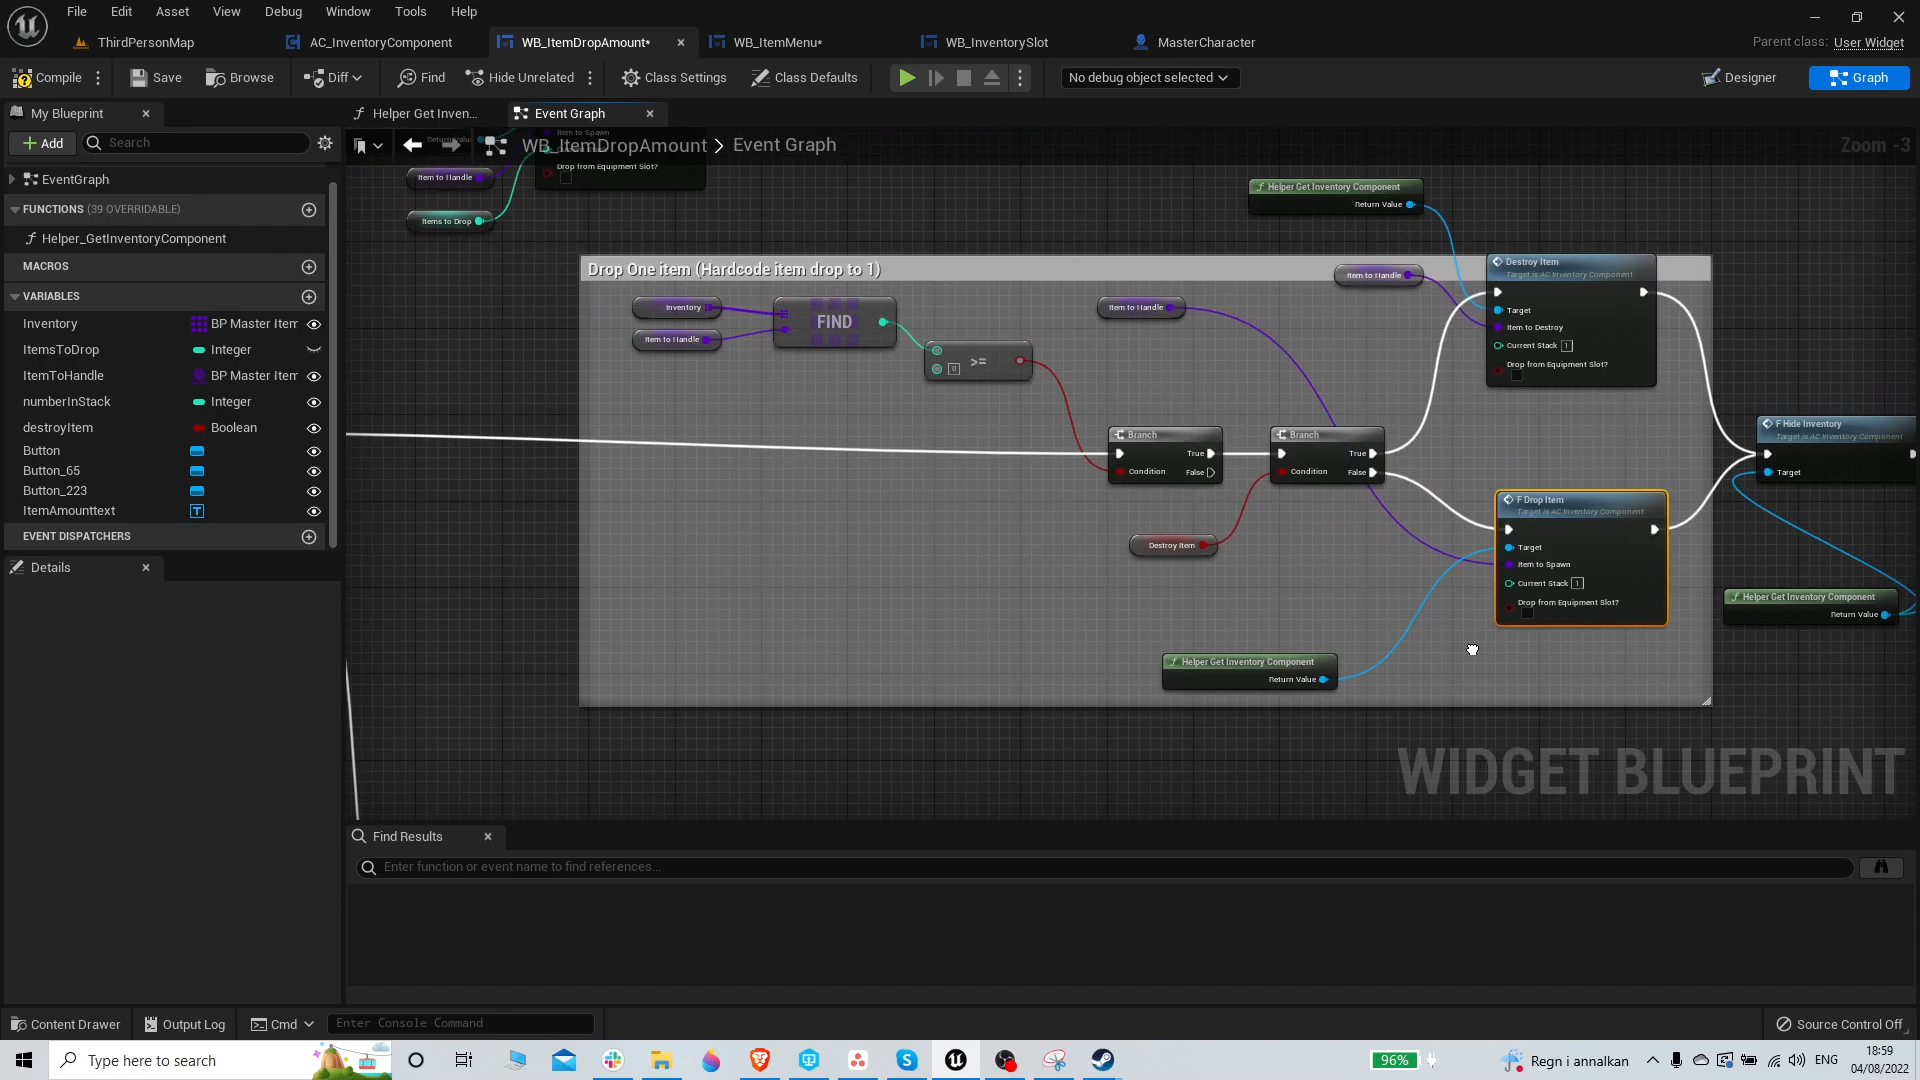 File Edit Asset View Debug Window Tools Help
ThirdPersonMap AC_InventoryComponent WB_ItemDropAmount* WB_ItemMenu* WB_InventorySlot MasterCharacter Parent class: User Widget
Compile Save Browse Diff Find Hide Unrelated Class Settings Class Defaults No debug object selected Designer Graph
My Blueprint Helper Get Inven... Event Graph
Add Search WB_ItemDropAmount > Event Graph Zoom -3
Item to Spawn
Drop from Equipment Slot?
Item to Handle
Items to Drop
EventGraph
FUNCTIONS (39 OVERRIDABLE)
Helper_GetInventoryComponent
MACROS
VARIABLES
Inventory BP Master Item
ItemsToDrop Integer
ItemToHandle BP Master Item
numberInStack Integer
destroyItem Boolean
Button
Button_65
Button_223
ItemAmounttext
EVENT DISPATCHERS
Details
Helper Get Inventory Component
Return Value
Drop One item (Hardcode item drop to 1)
Inventory
Item to Handle
FIND
0 >=
Item to Handle
Item to Handle
Destroy Item
Target is AC Inventory Component
Target
Item to Destroy
Current Stack 1
Drop from Equipment Slot?
Branch
True
Condition False
Branch
True
Condition False
Destroy Item
F Drop Item
Target is AC Inventory Component
Target
Item to Spawn
Current Stack 1
Drop from Equipment Slot?
F Hide Inventory
Target is AC Inventory Component
Target
Helper Get Inventory Component
Return Value
Helper Get Inventory Component
Return Value
WIDGET BLUEPRINT
Find Results
Enter function or event name to find references...
Content Drawer Output Log Cmd Enter Console Command Source Control Off
Type here to search 96% Regn i annalkan ENG 18:59
04/08/2022